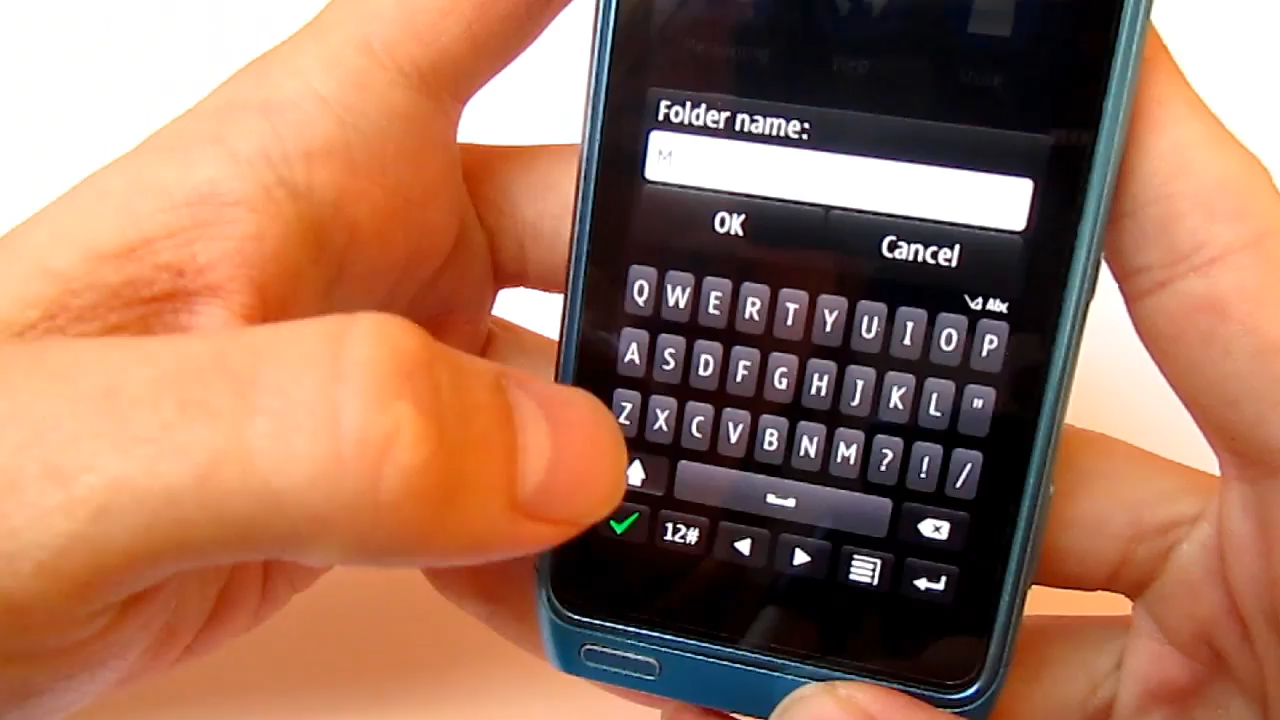 Folder name:
M
OK Cancel
Abc
Q W E R T Y U I O P
A S D F G H J K L "
Z X C V B N M ? ! /
12#